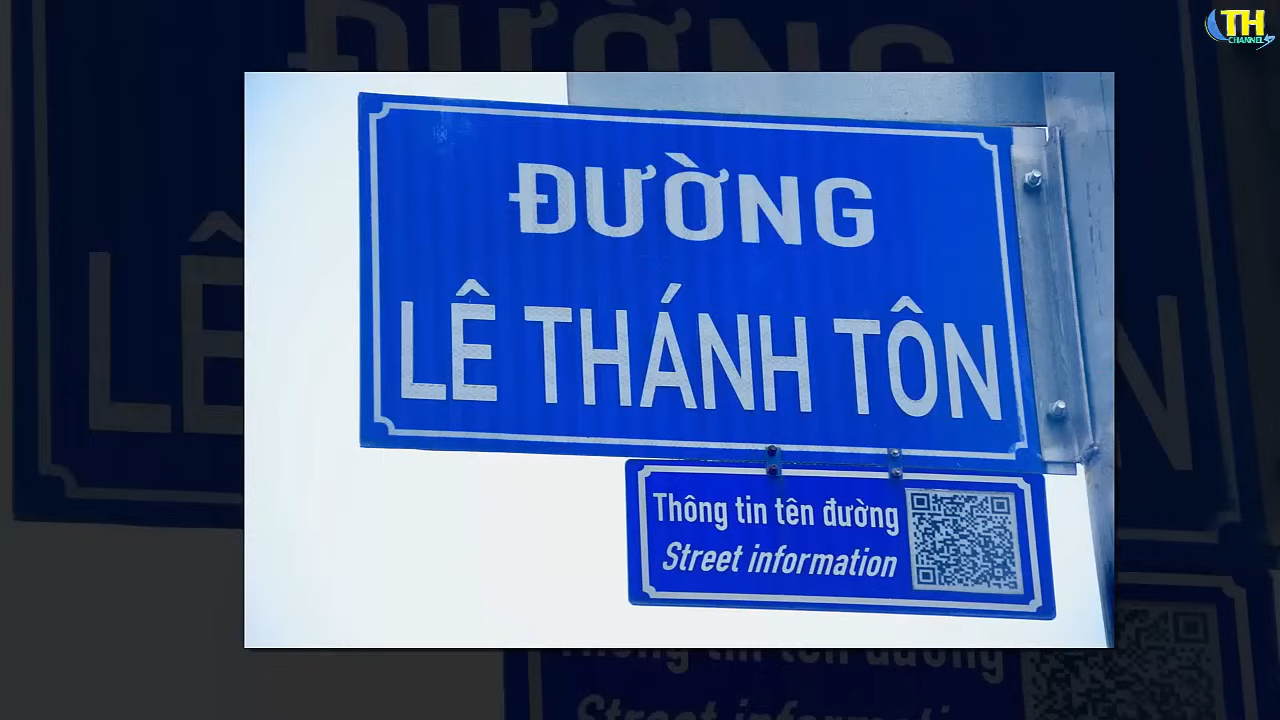 TH
CHANNEL
ĐƯỜNG
LÊ THÁNH TÔN
Thông tin tên đường
Street information